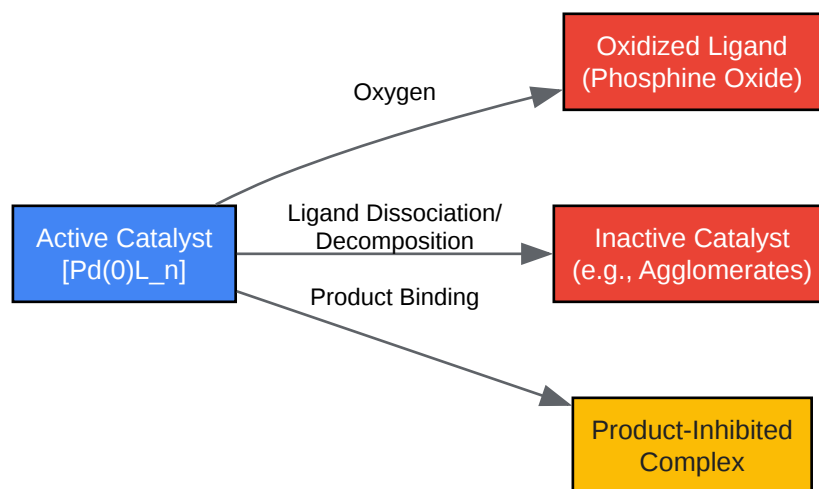 Oxidized Ligand
(Phosphine Oxide)
Oxygen
Active Catalyst
[Pd(0)L_n]
Ligand Dissociation/
Decomposition
Inactive Catalyst
(e.g., Agglomerates)
Product Binding
Product-Inhibited
Complex